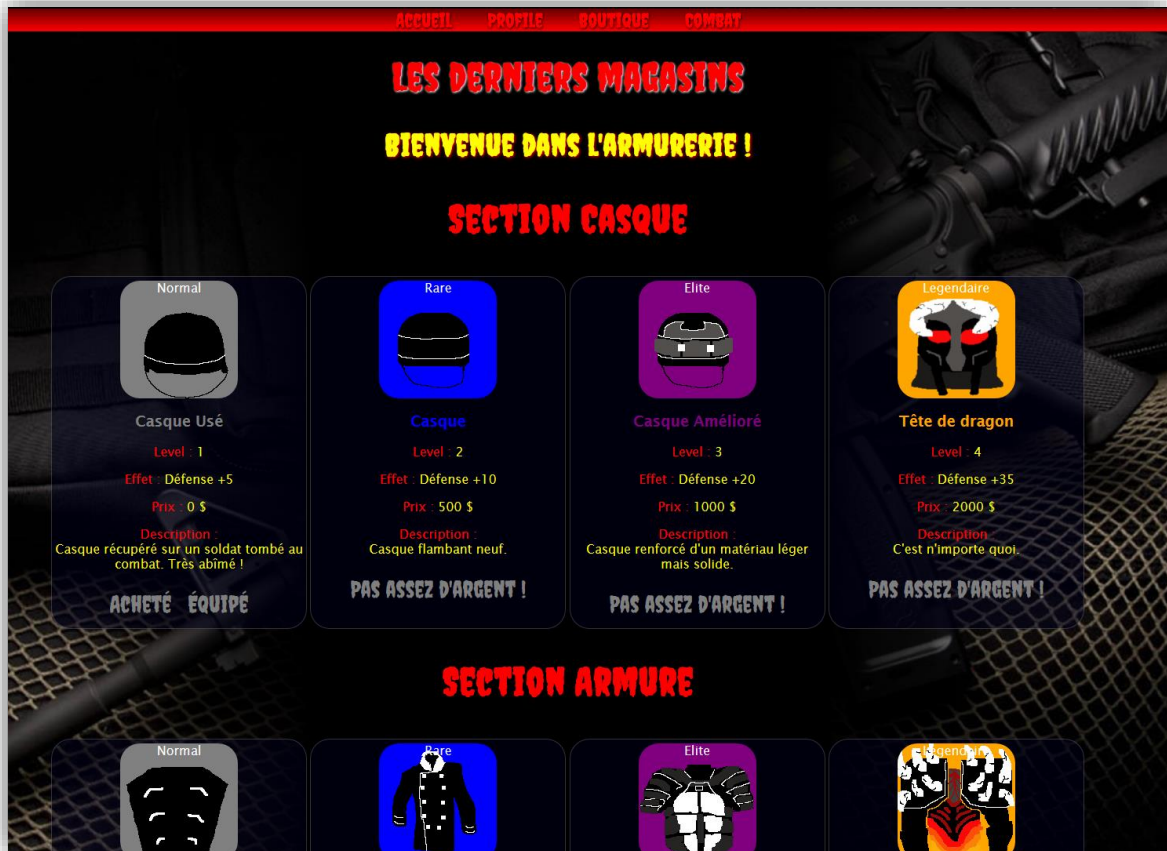 ACCUEIL PROFILE BOUTIQUE COMBAT
LES DERNIERS MAGASINS
BIENVENUE DANS L'ARMURERIE !
SECTION CASQUE
Normal
Casque Usé
Level : 1
Effet : Défense +5
Prix : 0 $
Description :
Casque récupéré sur un soldat tombé au
combat. Très abîmé !
ACHETÉ ÉQUIPÉ
Rare
Casque
Level : 2
Effet : Défense +10
Prix : 500 $
Description :
Casque flambant neuf.
PAS ASSEZ D'ARGENT !
Elite
Casque Amélioré
Level : 3
Effet : Défense +20
Prix : 1000 $
Description :
Casque renforcé d'un matériau léger
mais solide.
PAS ASSEZ D'ARGENT !
Legendaire
Tête de dragon
Level : 4
Effet : Défense +35
Prix : 2000 $
Description
C'est n'importe quoi.
PAS ASSEZ D'ARGENT !
SECTION ARMURE
Normal
Rare
Elite
Legendaire